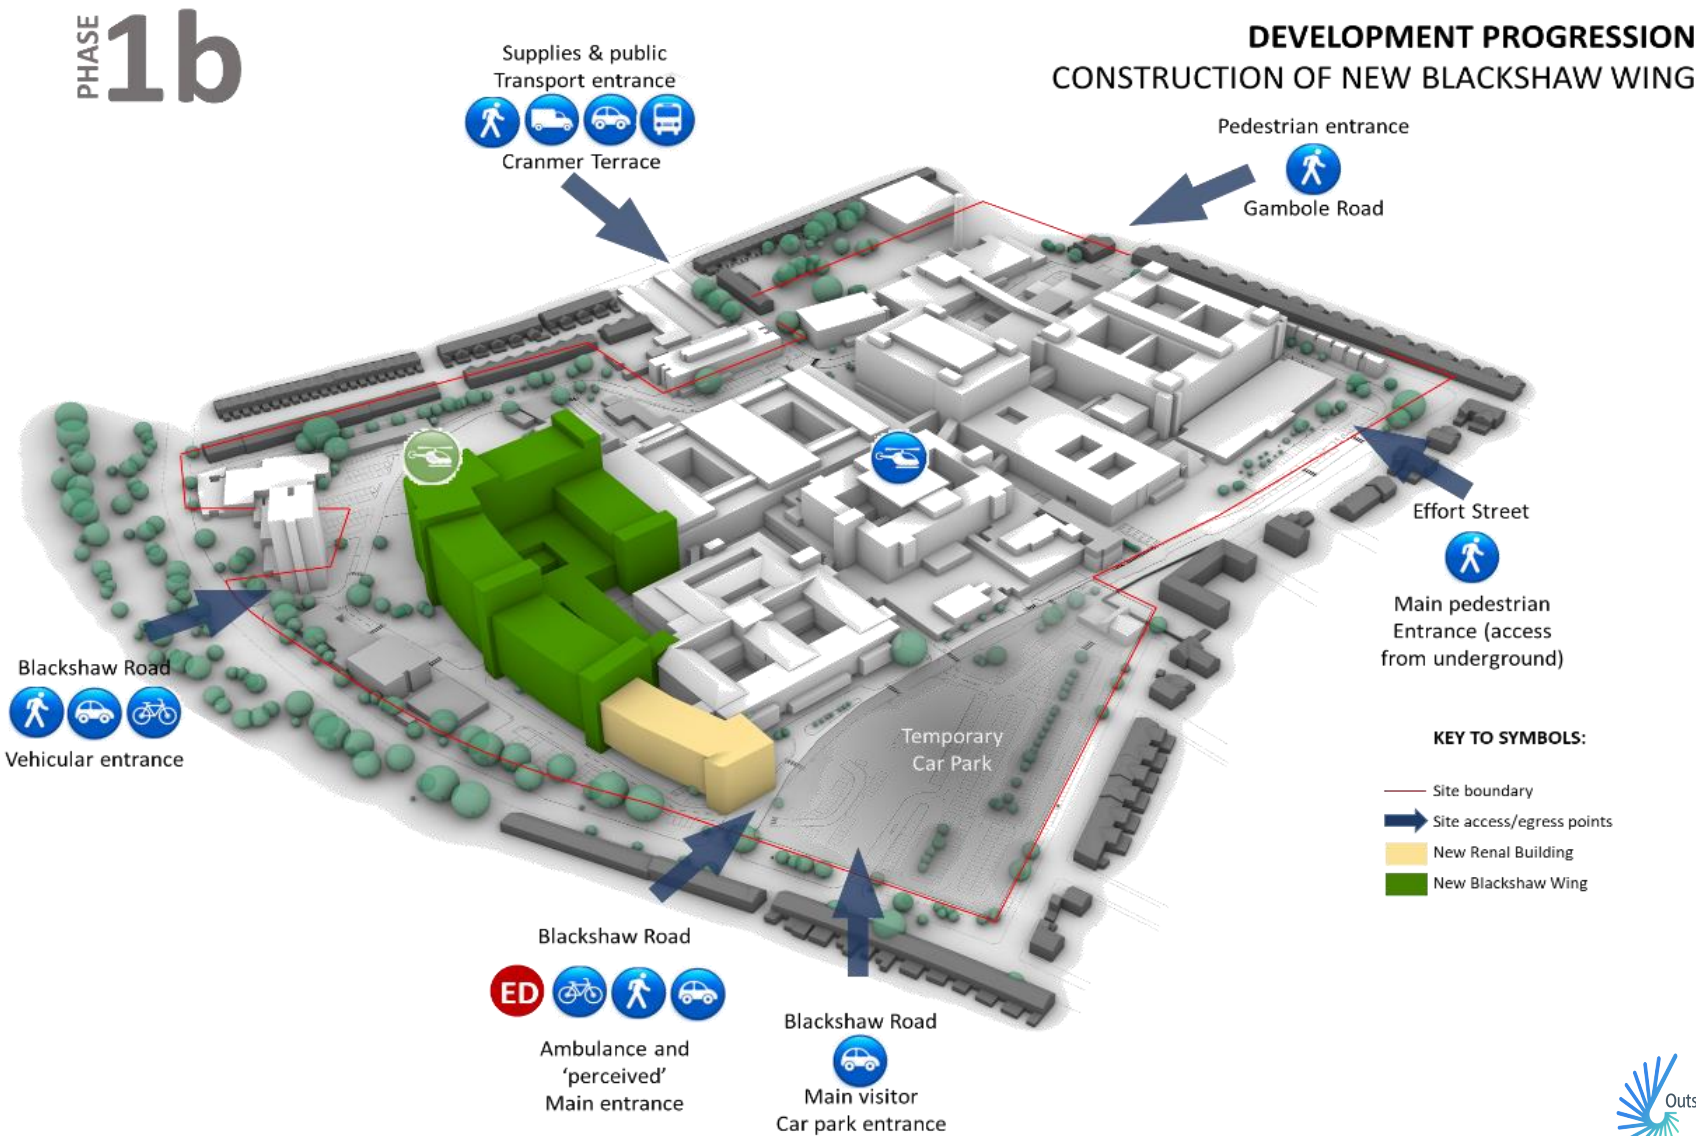 PHASE 1b
DEVELOPMENT PROGRESSION
CONSTRUCTION OF NEW BLACKSHAW WING
Supplies & public
Transport entrance
Cranmer Terrace
Pedestrian entrance
Gambole Road
Effort Street
Main pedestrian
Entrance (access
from underground)
Blackshaw Road
Vehicular entrance
Temporary
Car Park
KEY TO SYMBOLS:
Site boundary
Site access/egress points
New Renal Building
New Blackshaw Wing
Blackshaw Road
ED
Ambulance and
‘perceived’
Main entrance
Blackshaw Road
Main visitor
Car park entrance